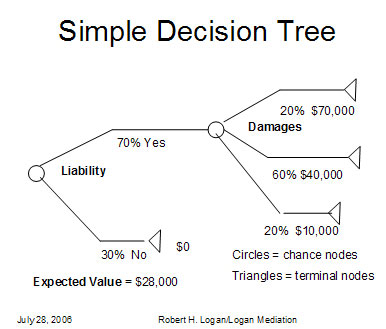 Simple Decision Tree
20% $70,000
Damages
70% Yes
Liability
60% $40,000
20% $10,000
30% No
$0
Circles = chance nodes
Triangles = terminal nodes
Expected Value = $28,000
July 28, 2006
Robert H. Logan/Logan Mediation